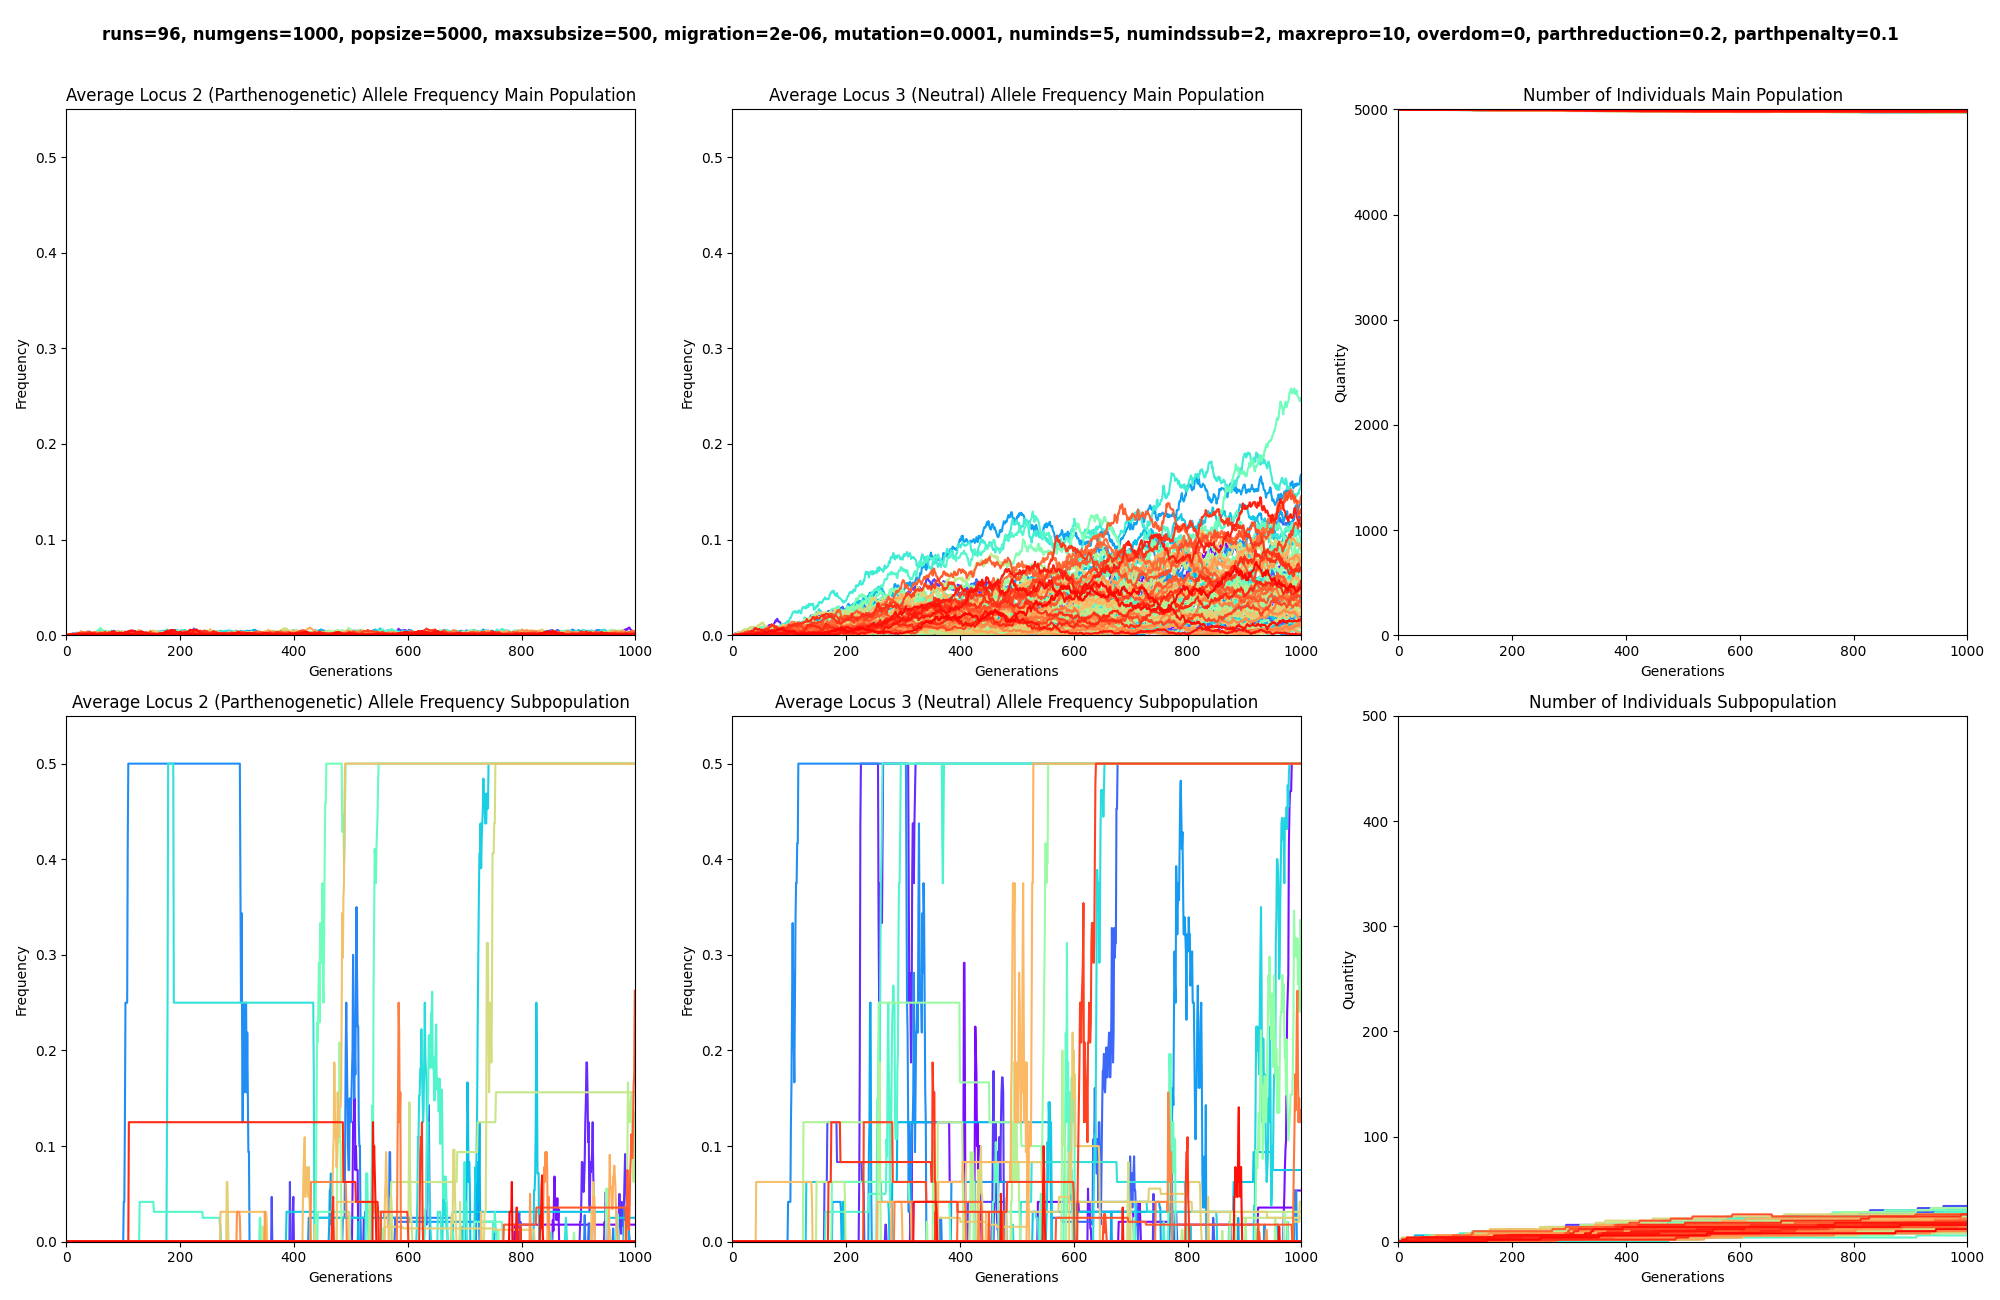 runs=96, numgens=1000, popsize=5000, maxsubsize=500, migration=2e-06, mutation=0.0001, numinds=5, numindssub=2, maxrepro=10, overdom=0, parthreduction=0.2, parthpenalty=0.1
Average Locus 2 (Parthenogenetic) Allele Frequency Main Population
Frequency
0.5
0.4
0.3
0.2
0.1
0.0
0 200 400 600 800 1000
Generations
Average Locus 3 (Neutral) Allele Frequency Main Population
Frequency
0.5
0.4
0.3
0.2
0.1
0.0
0 200 400 600 800 1000
Generations
Number of Individuals Main Population
Quantity
5000
4000
3000
2000
1000
0
0 200 400 600 800 1000
Generations
Average Locus 2 (Parthenogenetic) Allele Frequency Subpopulation
Frequency
0.5
0.4
0.3
0.2
0.1
0.0
0 200 400 600 800 1000
Generations
Average Locus 3 (Neutral) Allele Frequency Subpopulation
Frequency
0.5
0.4
0.3
0.2
0.1
0.0
0 200 400 600 800 1000
Generations
Number of Individuals Subpopulation
Quantity
500
400
300
200
100
0
0 200 400 600 800 1000
Generations